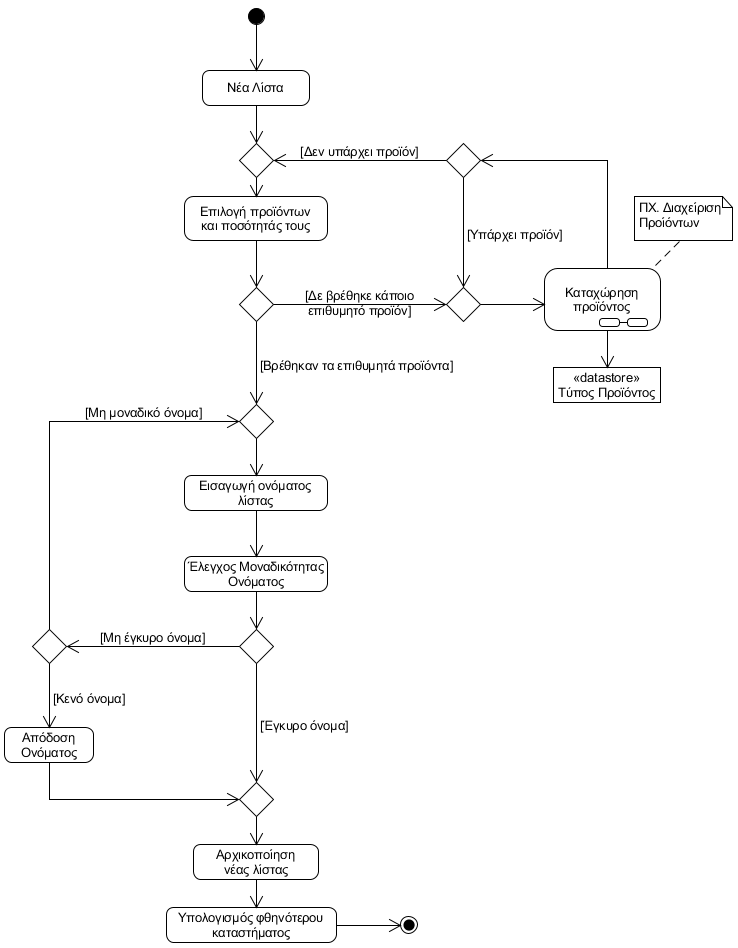 Νέα Λίστα
[Δεν υπάρχει προϊόν]
ΠΧ. Διαχείριση
Προϊόντων
Επιλογή προϊόντων
και ποσότητάς τους
[Υπάρχει προϊόν]
[Δε βρέθηκε κάποιο
επιθυμητό προϊόν]
Καταχώρηση
προϊόντος
[Βρέθηκαν τα επιθυμητά προϊόντα]
«datastore»
Τύπος Προϊόντος
[Μη μοναδικό όνομα]
Εισαγωγή ονόματος
λίστας
Έλεγχος Μοναδικότητας
Ονόματος
[Μη έγκυρο όνομα]
[Κενό όνομα]
[Έγκυρο όνομα]
Απόδοση
Ονόματος
Αρχικοποίηση
νέας λίστας
Υπολογισμός φθηνότερου
καταστήματος